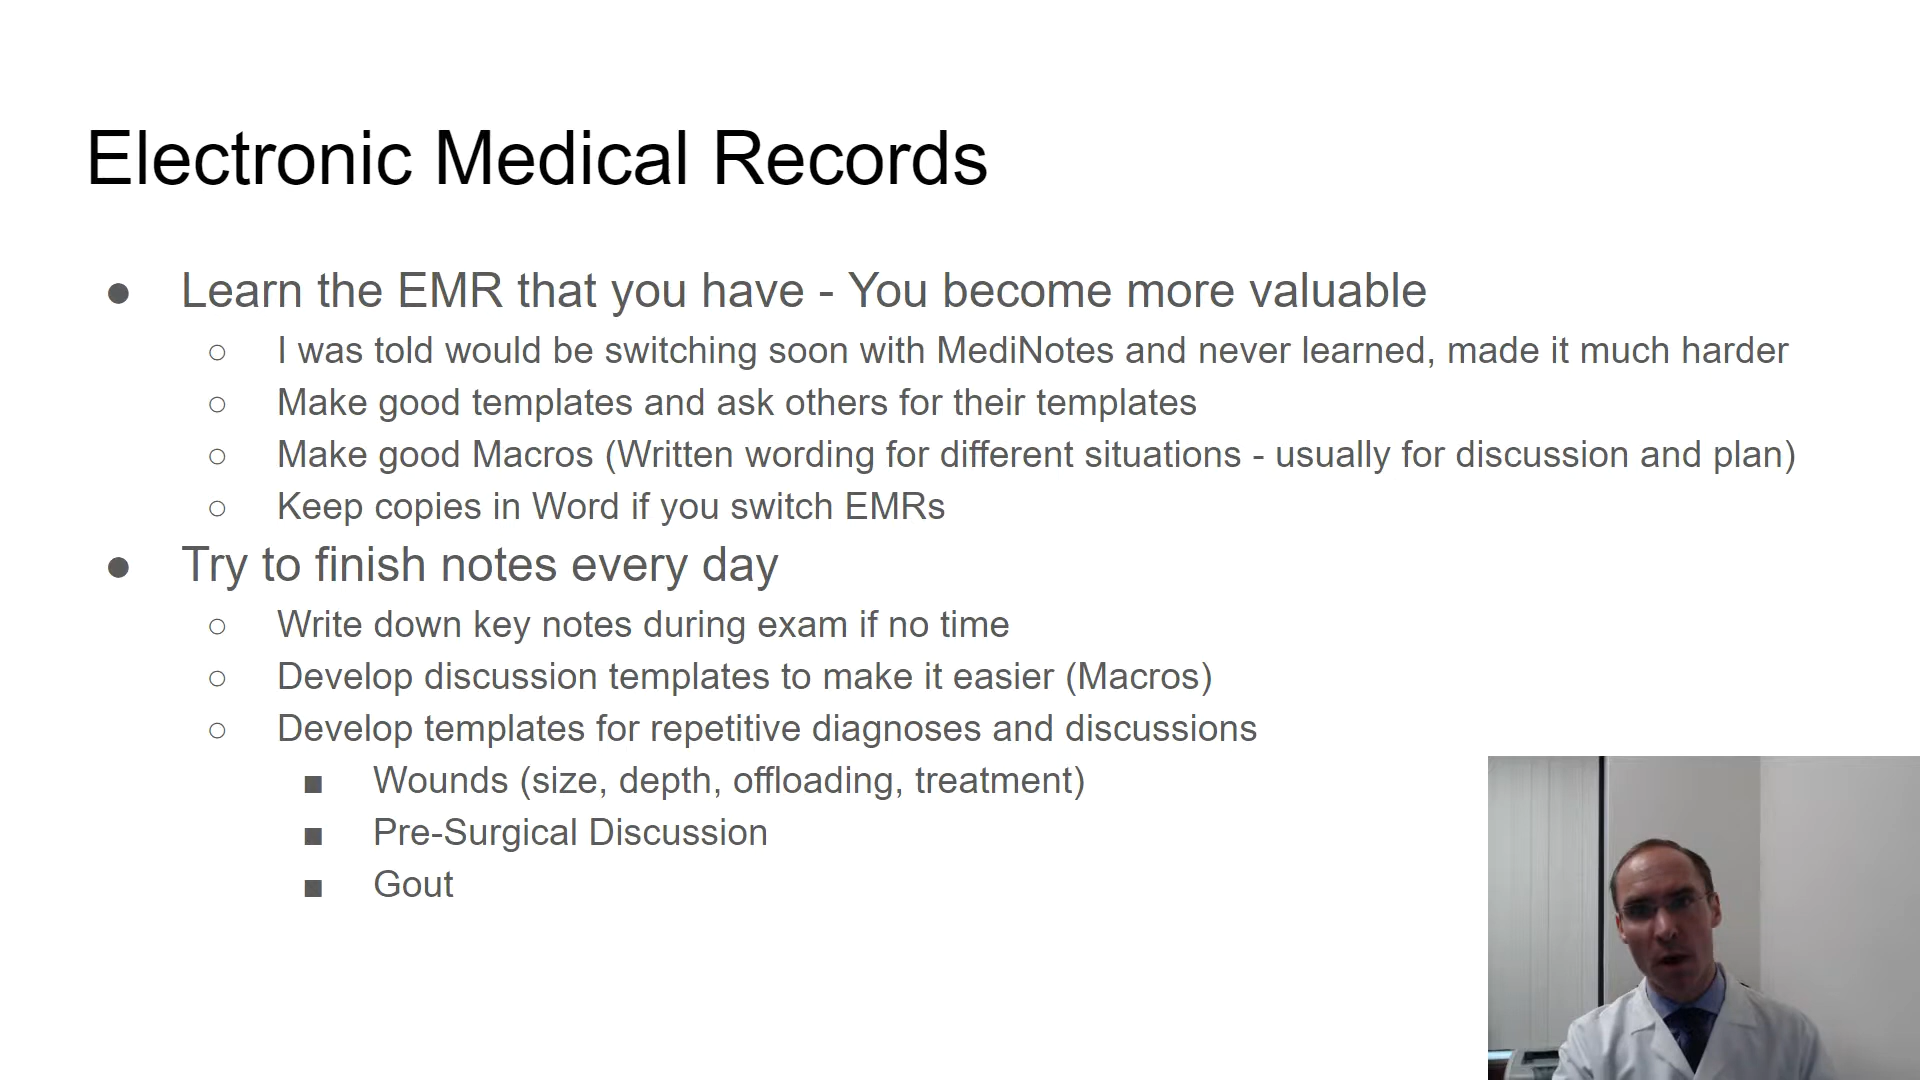 Electronic Medical Records
● Learn the EMR that you have - You become more valuable
○ I was told would be switching soon with MediNotes and never learned, made it much harder
○ Make good templates and ask others for their templates
○ Make good Macros (Written wording for different situations - usually for discussion and plan)
○ Keep copies in Word if you switch EMRs
● Try to finish notes every day
○ Write down key notes during exam if no time
○ Develop discussion templates to make it easier (Macros)
○ Develop templates for repetitive diagnoses and discussions
■ Wounds (size, depth, offloading, treatment)
■ Pre-Surgical Discussion
■ Gout